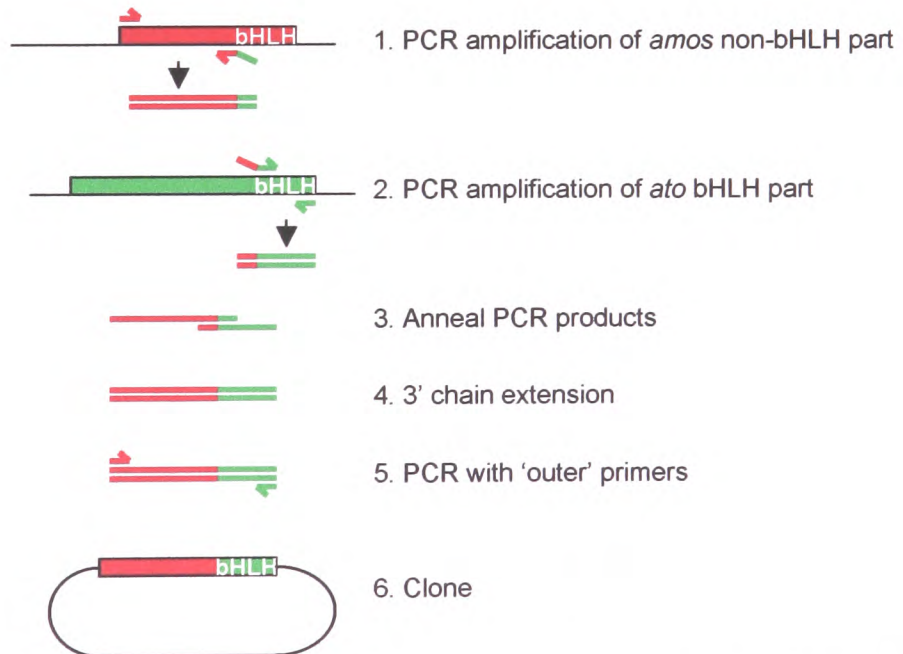 bHLH
1. PCR amplification of amos non-bHLH part
bHLH
2. PCR amplification of ato bHLH part
3. Anneal PCR products
4. 3' chain extension
5. PCR with ‘outer’ primers
bHLH
6. Clone